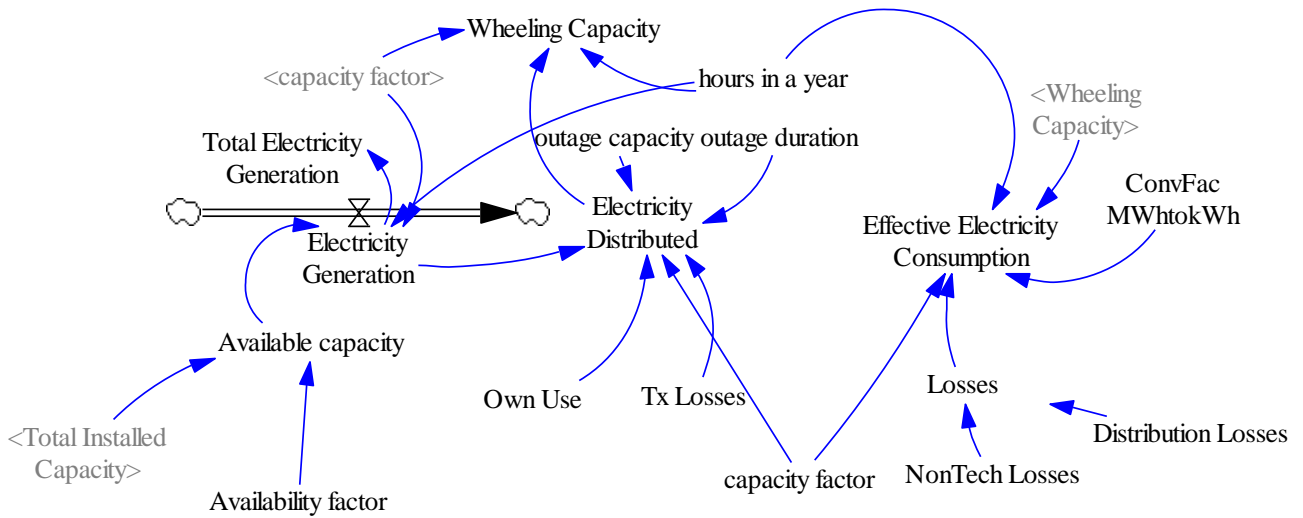 Wheeling Capacity
<capacity factor>
hours in a year
<Wheeling
Capacity>
Total Electricity
Generation
outage capacity
outage duration
ConvFac
MWhtokWh
Electricity
Distributed
Effective Electricity
Consumption
Electricity
Generation
Available capacity
Own Use
Tx Losses
Losses
<Total Installed
Capacity>
Distribution Losses
Availability factor
capacity factor
NonTech Losses